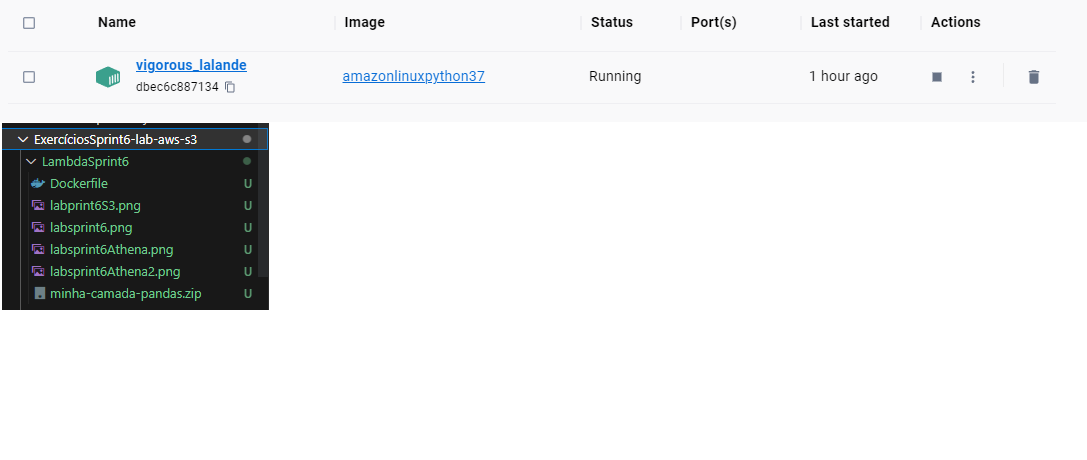 Name Image Status Port(s) Last started Actions
vigorous_lalande
dbec6c887134
amazonlinuxpython37 Running 1 hour ago
ExercíciosSprint6-lab-aws-s3
LambdaSprint6
Dockerfile U
labprint6S3.png U
labsprint6.png U
labsprint6Athena.png U
labsprint6Athena2.png U
minha-camada-pandas.zip U